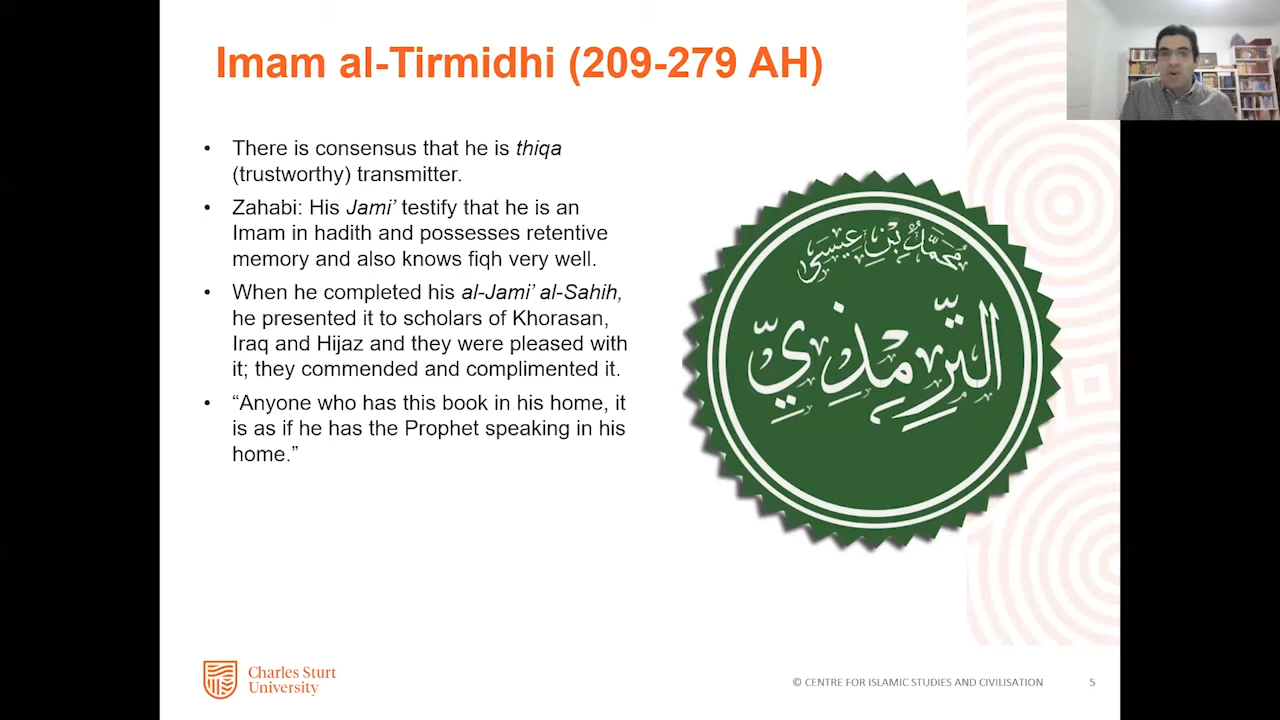 Imam al-Tirmidhi (209-279 AH)
• There is consensus that he is thiqa
(trustworthy) transmitter.
• Zahabi: His Jami’ testify that he is an
Imam in hadith and possesses retentive
memory and also knows fiqh very well.
• When he completed his al-Jami’ al-Sahih,
he presented it to scholars of Khorasan,
Iraq and Hijaz and they were pleased with
it; they commended and complimented it.
• “Anyone who has this book in his home, it
is as if he has the Prophet speaking in his
home.”
مُحَمَّدُ بْنِ عِيسَى
التِّرْمِذِيِّ
Charles Sturt
University
© CENTRE FOR ISLAMIC STUDIES AND CIVILISATION
5